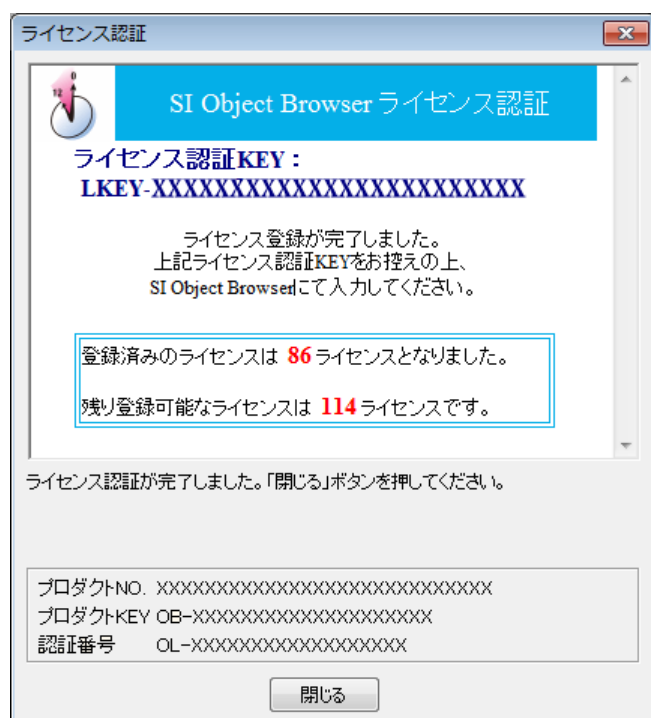 ライセンス認証
12 0
SI Object Browser ライセンス認証
ライセンス認証KEY：
LKEY-XXXXXXXXXXXXXXXXXXXXXXXXX
ライセンス登録が完了しました。
上記ライセンス認証KEYをお控えの上、
SI Object Browserにて入力してください。
登録済みのライセンスは 86 ライセンスとなりました。
残り登録可能なライセンスは 114 ライセンスです。
ライセンス認証が完了しました。「閉じる」ボタンを押してください。
プロダクトNO. XXXXXXXXXXXXXXXXXXXXXXXXXXXX
プロダクトKEY OB-XXXXXXXXXXXXXXXXXXXX
認証番号 OL-XXXXXXXXXXXXXXXXXX
閉じる